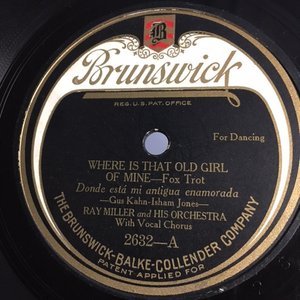 B
Brunswick
REG. U.S. PAT. OFFICE
For Dancing
WHERE IS THAT OLD GIRL
OF MINE—Fox Trot
Donde está mi antigua enamorada
—Gus Kahn-Isham Jones—
RAY MILLER and HIS ORCHESTRA
With Vocal Chorus
2632-A
THE BRUNSWICK-BALKE-COLLENDER COMPANY
PATENT APPLIED FOR